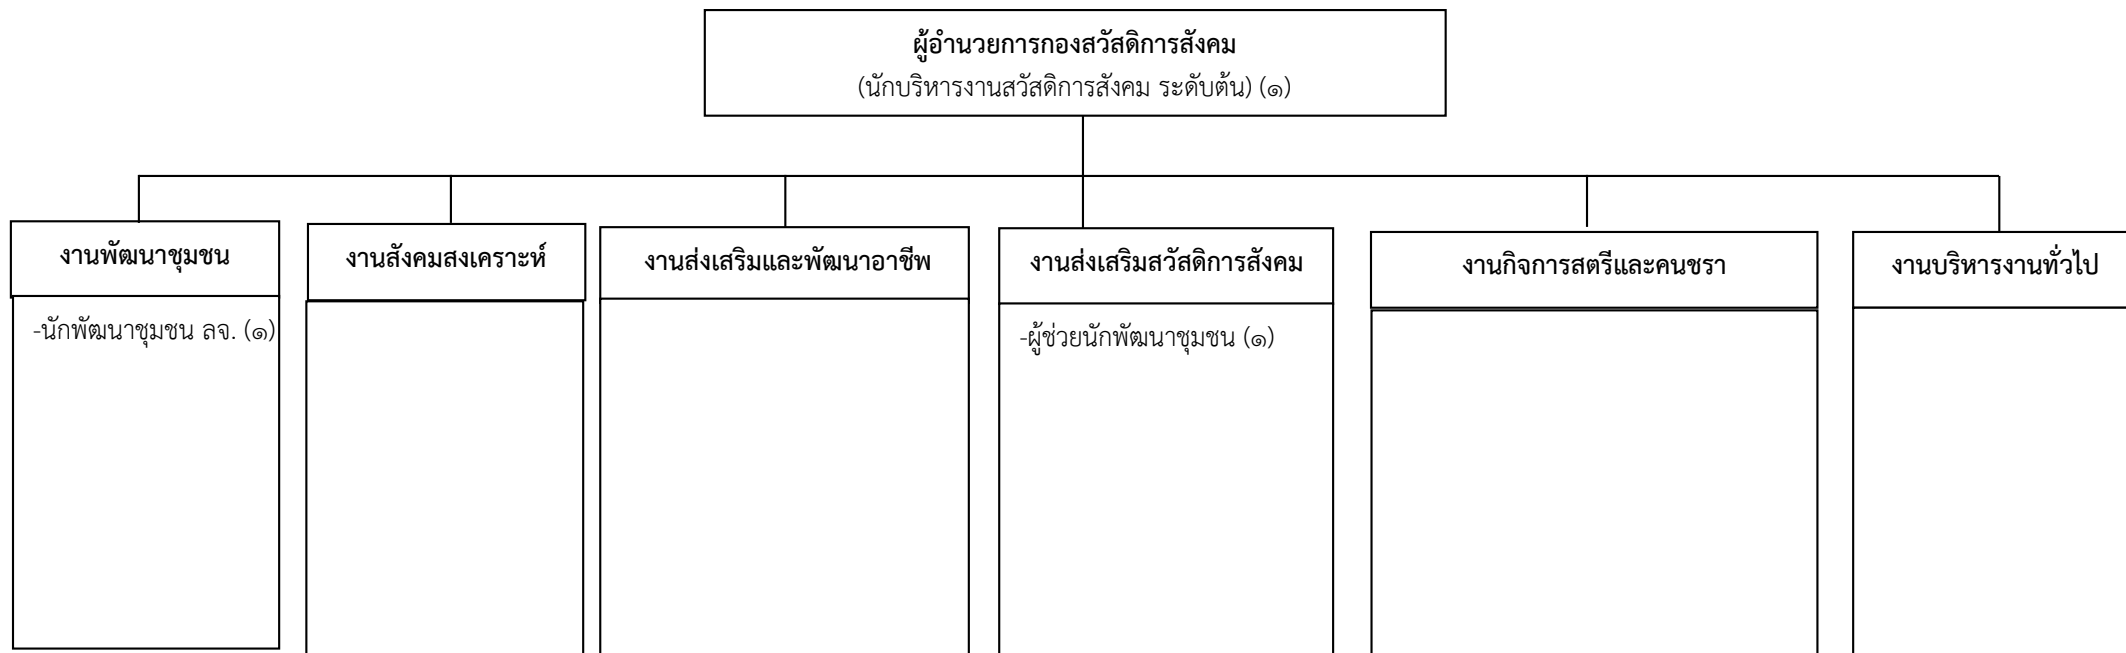 ผู้อำนวยการกองสวัสดิการสังคม
(นักบริหารงานสวัสดิการสังคม ระดับต้น) (๑)
งานพัฒนาชุมชน
-นักพัฒนาชุมชน ลจ. (๑)
งานสังคมสงเคราะห์
งานส่งเสริมและพัฒนาอาชีพ
งานส่งเสริมสวัสดิการสังคม
-ผู้ช่วยนักพัฒนาชุมชน (๑)
งานกิจการสตรีและคนชรา
งานบริหารงานทั่วไป